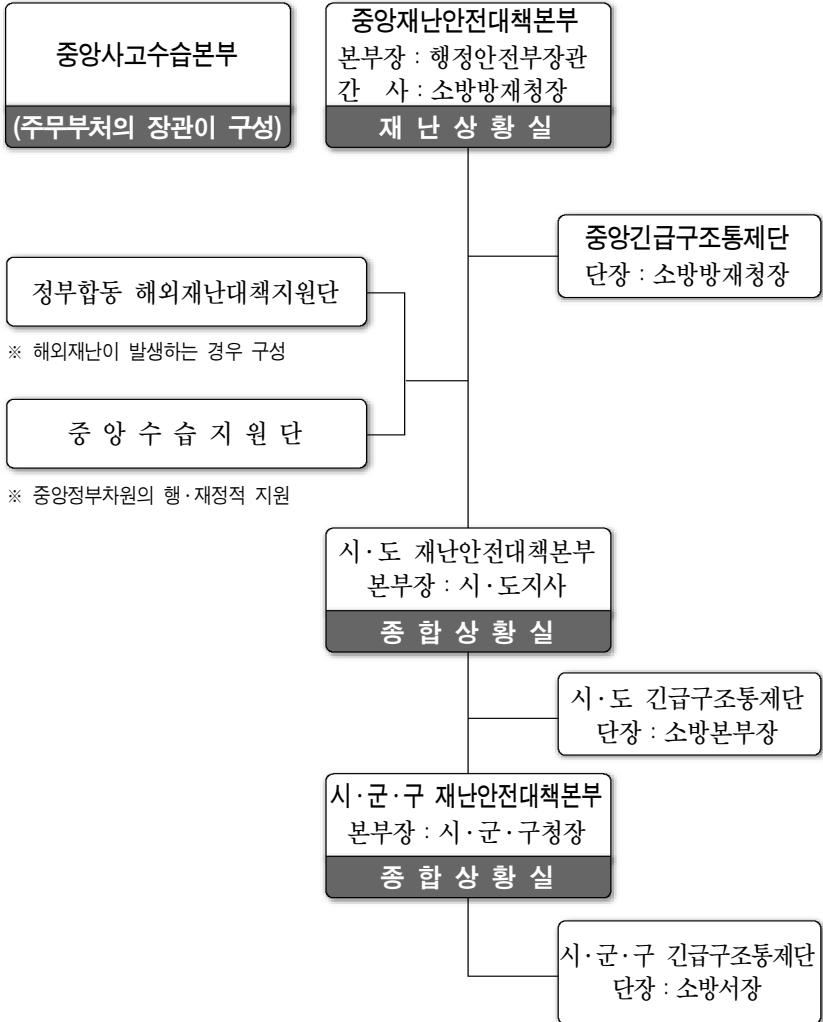 중앙사고수습본부
(주무부처의 장관이 구성)
중앙재난안전대책본부
본부장 : 행정안전부장관
간 사 : 소방방재청장
재 난 상 황 실
중앙긴급구조통제단
단장 : 소방방재청장
정부합동 해외재난대책지원단
※ 해외재난이 발생하는 경우 구성
중 앙 수 습 지 원 단
※ 중앙정부차원의 행·재정적 지원
시·도 재난안전대책본부
본부장 : 시·도지사
종 합 상 황 실
시·도 긴급구조통제단
단장 : 소방본부장
시·군·구 재난안전대책본부
본부장 : 시·군·구청장
종 합 상 황 실
시·군·구 긴급구조통제단
단장 : 소방서장